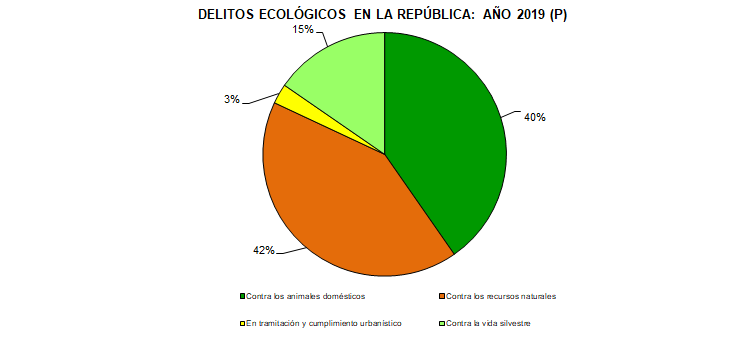 DELITOS ECOLÓGICOS EN LA REPÚBLICA: AÑO 2019 (P)
15%
3%
40%
42%
Contra los animales domésticos
Contra los recursos naturales
En tramitación y cumplimiento urbanístico
Contra la vida silvestre